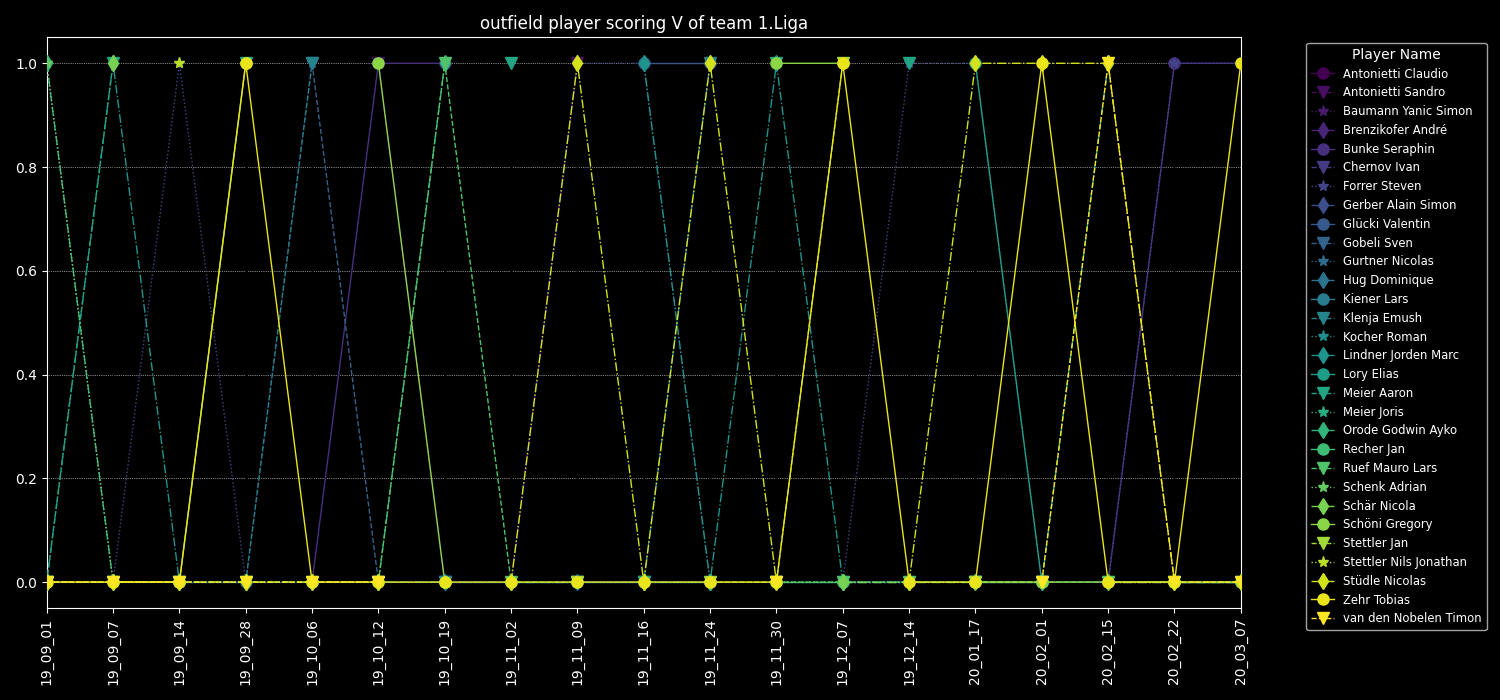 outfield player scoring V of team 1.Liga
1.0
0.8
0.6
0.4
0.2
0.0
19_09_01
19_09_07
19_09_14
19_09_28
19_10_06
19_10_12
19_10_19
19_11_02
19_11_09
19_11_16
19_11_24
19_11_30
19_12_07
19_12_14
20_01_17
20_02_01
20_02_15
20_02_22
20_03_07
Player Name
Antonietti Claudio
Antonietti Sandro
Baumann Yanic Simon
Brenzikofer André
Bunke Seraphin
Chernov Ivan
Forrer Steven
Gerber Alain Simon
Glücki Valentin
Gobeli Sven
Gurtner Nicolas
Hug Dominique
Kiener Lars
Klenja Emush
Kocher Roman
Lindner Jorden Marc
Lory Elias
Meier Aaron
Meier Joris
Orode Godwin Ayko
Recher Jan
Ruef Mauro Lars
Schenk Adrian
Schär Nicola
Schöni Gregory
Stettler Jan
Stettler Nils Jonathan
Stüdle Nicolas
Zehr Tobias
van den Nobelen Timon